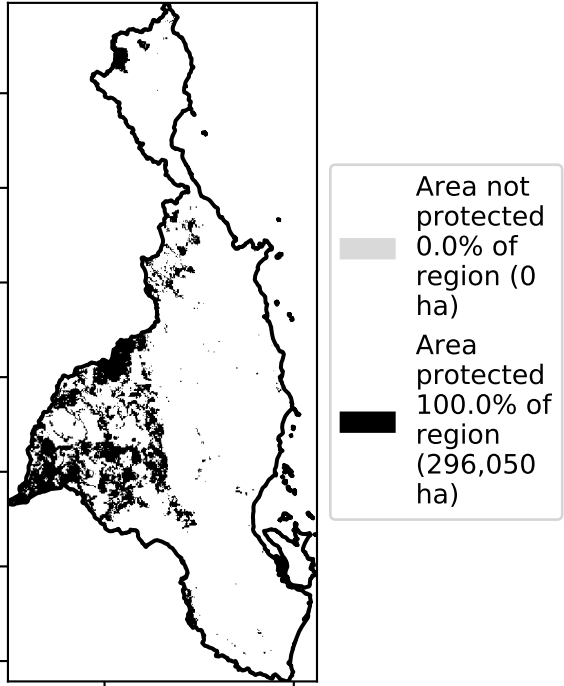 Area not
protected
0.0% of
region (0
ha)
Area
protected
100.0% of
region
(296,050
ha)